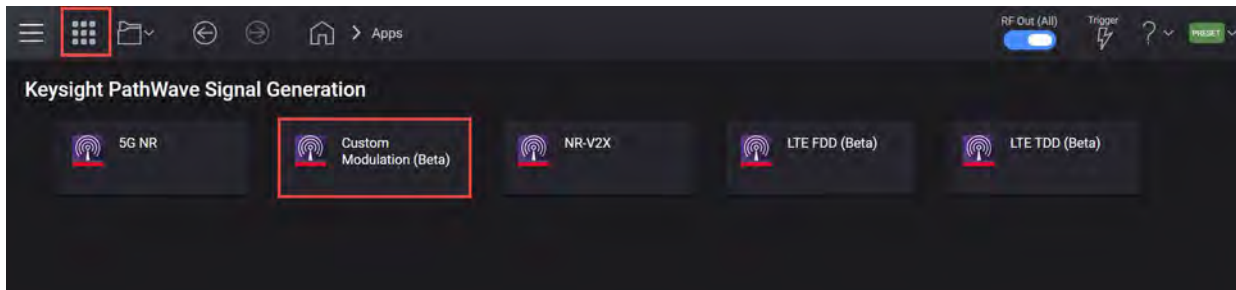 RF Out (All)
Trigger
> Apps
?
PRESET
Keysight PathWave Signal Generation
5G NR
Custom
Modulation (Beta)
NR-V2X
LTE FDD (Beta)
LTE TDD (Beta)